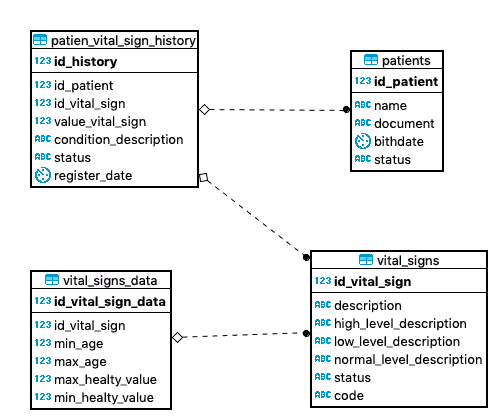 patien_vital_sign_history
123 id_history
123 id_patient
123 id_vital_sign
123 value_vital_sign
ABC condition_description
ABC status
register_date
patients
123 id_patient
ABC name
ABC document
bithdate
ABC status
vital_signs_data
123 id_vital_sign_data
123 id_vital_sign
123 min_age
123 max_age
123 max_healty_value
123 min_healty_value
vital_signs
123 id_vital_sign
ABC description
ABC high_level_description
ABC low_level_description
ABC normal_level_description
ABC status
ABC code